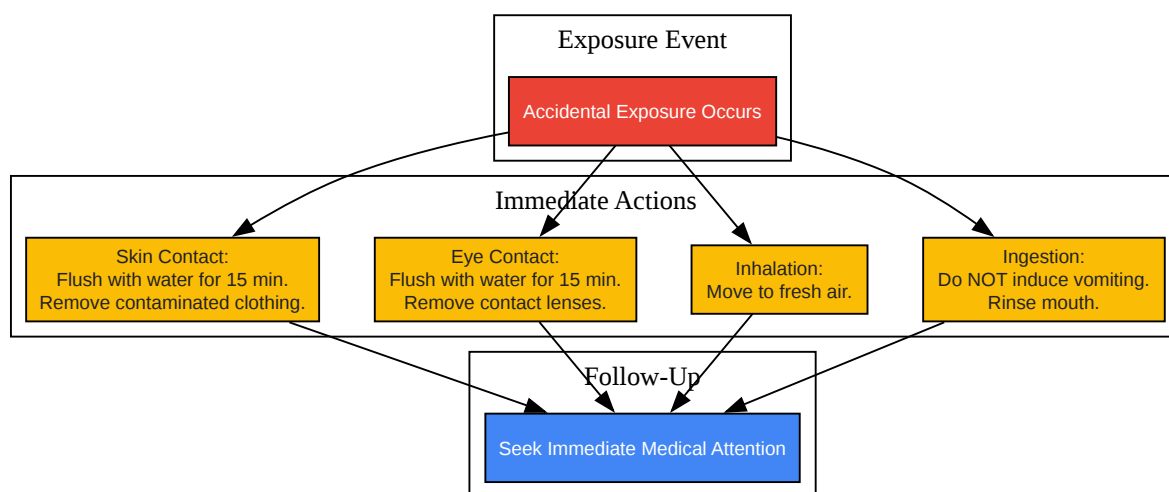 Exposure Event
Accidental Exposure Occurs
Immediate Actions
Skin Contact:
Flush with water for 15 min.
Remove contaminated clothing.
Eye Contact:
Flush with water for 15 min.
Remove contact lenses.
Inhalation:
Move to fresh air.
Ingestion:
Do NOT induce vomiting.
Rinse mouth.
Follow-Up
Seek Immediate Medical Attention